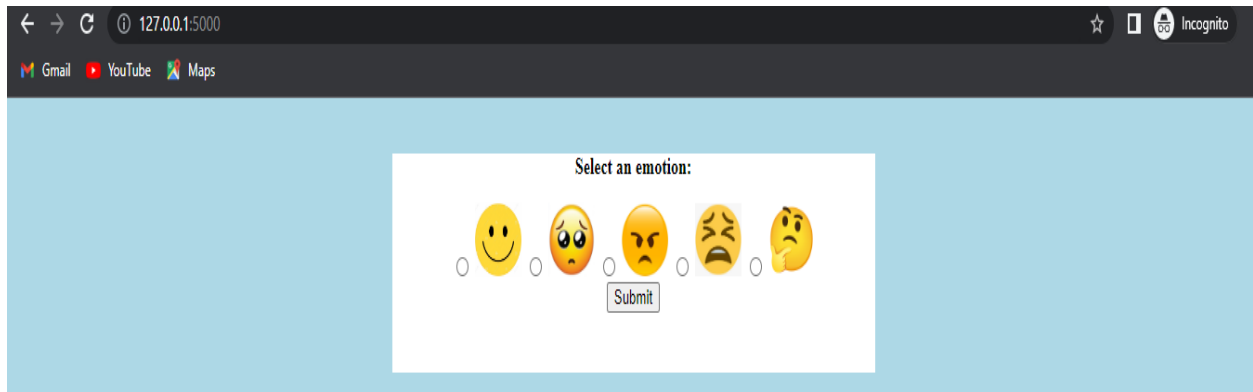 127.0.0.1:5000
Incognito
Gmail YouTube Maps
Select an emotion:
Submit